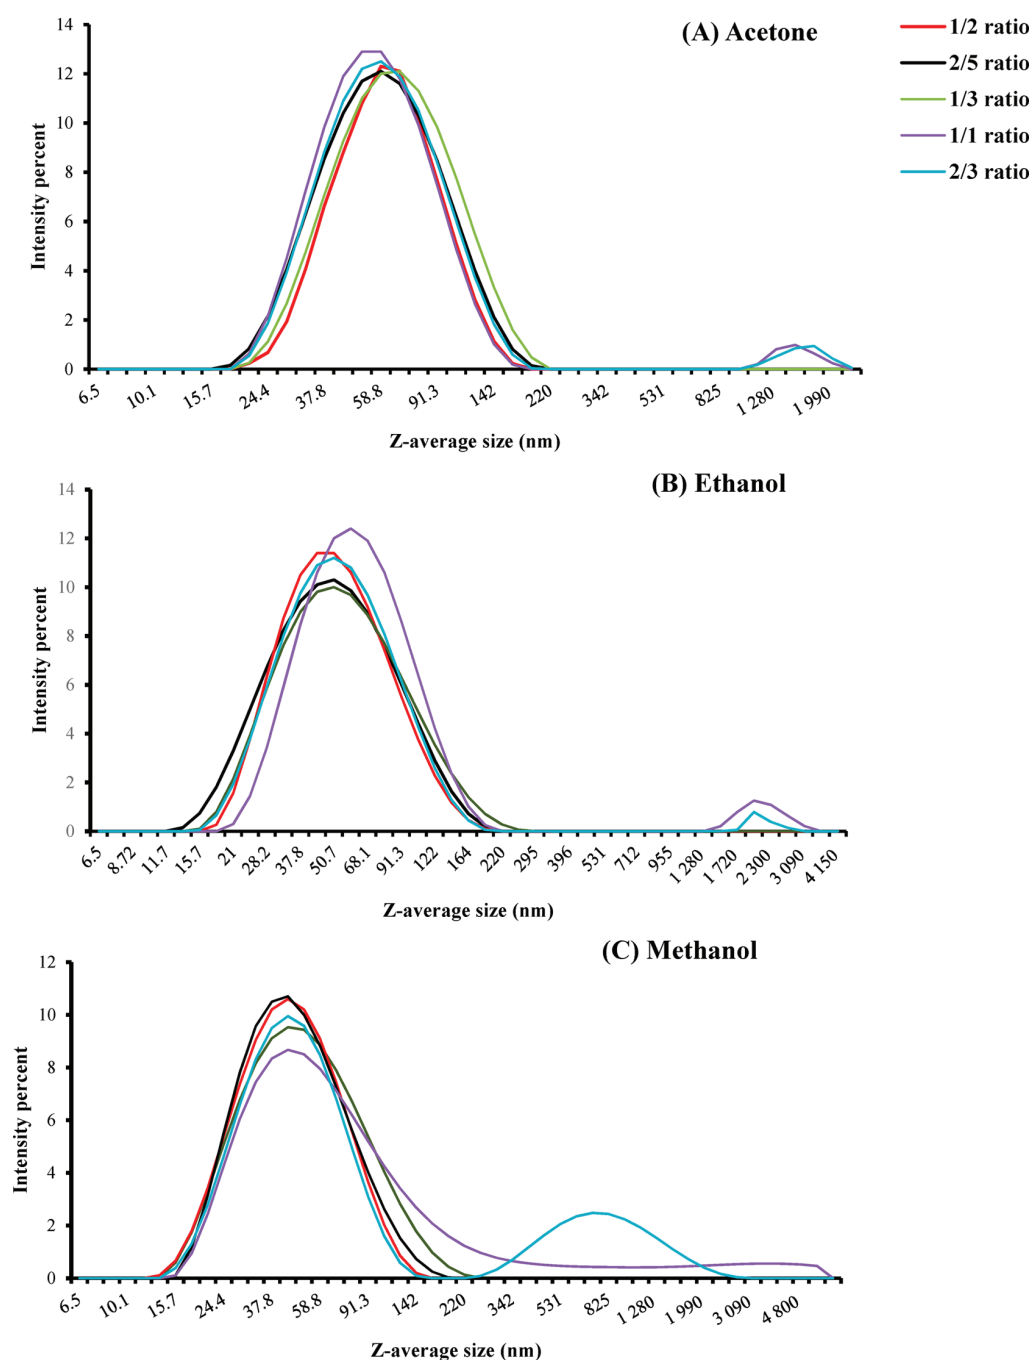 (A) Acetone
1/2 ratio
2/5 ratio
1/3 ratio
1/1 ratio
2/3 ratio
Intensity percent
14
12
10
8
6
4
2
0
6.5 10.1 15.7 24.4 37.8 58.8 91.3 142 220 342 531 825 1 280 1 990
Z-average size (nm)
(B) Ethanol
Intensity percent
14
12
10
8
6
4
2
0
6.5 8.72 11.7 15.7 21 28.2 37.8 50.7 68.1 91.3 122 164 220 295 396 531 712 955 1 280 1 720 2 300 3 090 4 150
Z-average size (nm)
(C) Methanol
Intensity percent
12
10
8
6
4
2
0
6.5 10.1 15.7 24.4 37.8 58.8 91.3 142 220 342 531 825 1 280 1 990 3 090 4 800
Z-average size (nm)